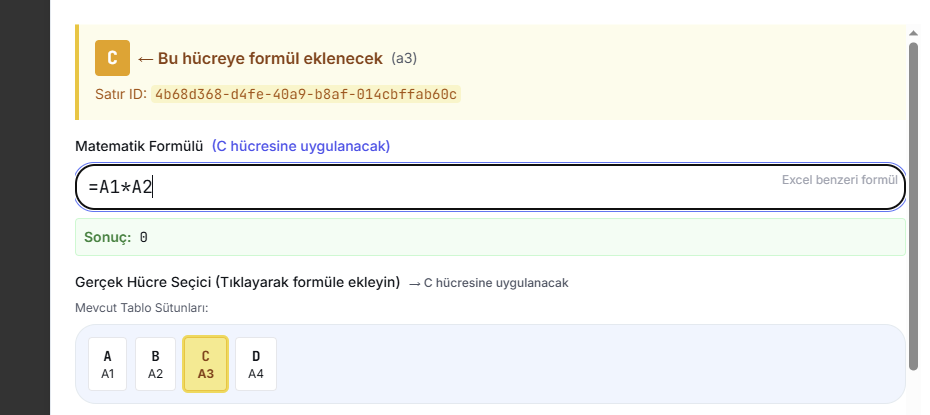 C ← Bu hücreye formül eklenecek (a3)
Satır ID: 4b68d368-d4fe-40a9-b8af-014cbffab60c
Matematik Formülü (C hücresine uygulanacak)
=A1*A2 Excel benzeri formül
Sonuç: 0
Gerçek Hücre Seçici (Tıklayarak formüle ekleyin) → C hücresine uygulanacak
Mevcut Tablo Sütunları:
A B C D
A1 A2 A3 A4